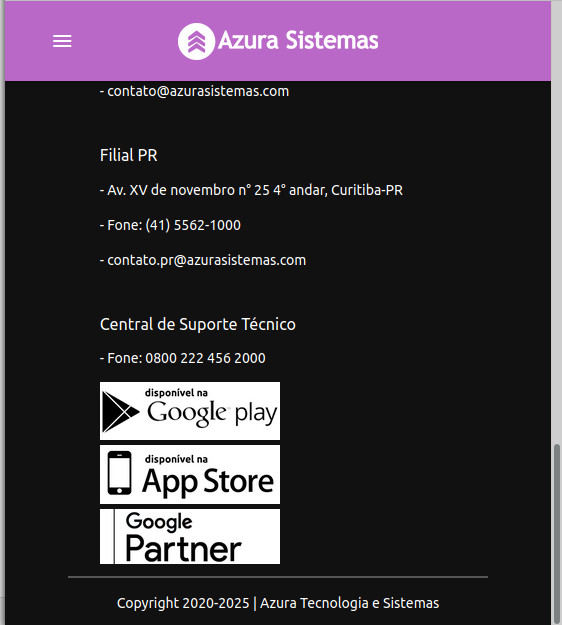 Azura Sistemas
- contato@azurasistemas.com
Filial PR
- Av. XV de novembro n° 25 4° andar, Curitiba-PR
- Fone: (41) 5562-1000
- contato.pr@azurasistemas.com
Central de Suporte Técnico
- Fone: 0800 222 456 2000
disponível na
Google play
disponível na
App Store
Google
Partner
Copyright 2020-2025 | Azura Tecnologia e Sistemas